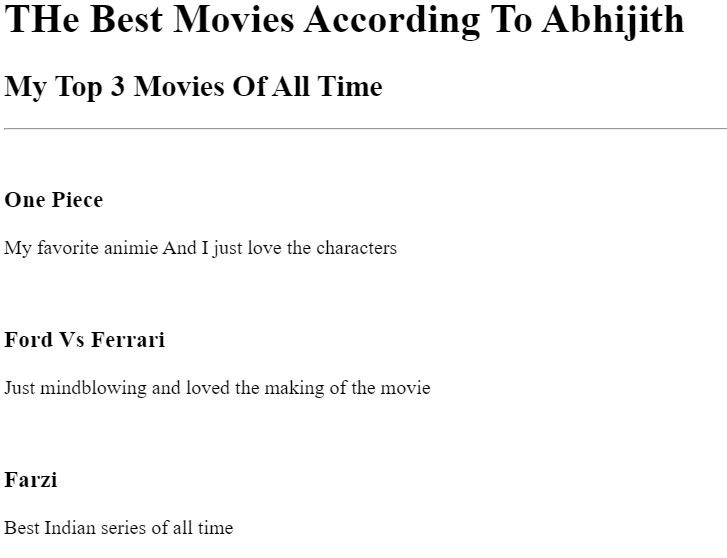 THe Best Movies According To Abhijith
My Top 3 Movies Of All Time
One Piece
My favorite animie And I just love the characters
Ford Vs Ferrari
Just mindblowing and loved the making of the movie
Farzi
Best Indian series of all time